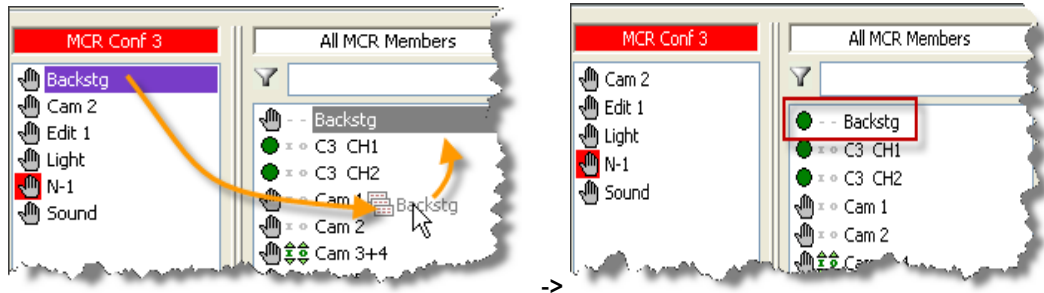 MCR Conf 3
Backstg
Cam 2
Edit 1
Light
N-1
Sound
All MCR Members
- - Backstg
I o C3 CH1
I o C3 CH2
I o Cam 1
Backstg
I o Cam 2
Cam 3+4
->
MCR Conf 3
Cam 2
Edit 1
Light
N-1
Sound
All MCR Members
- - Backstg
I o C3 CH1
I o C3 CH2
I o Cam 1
I o Cam 2